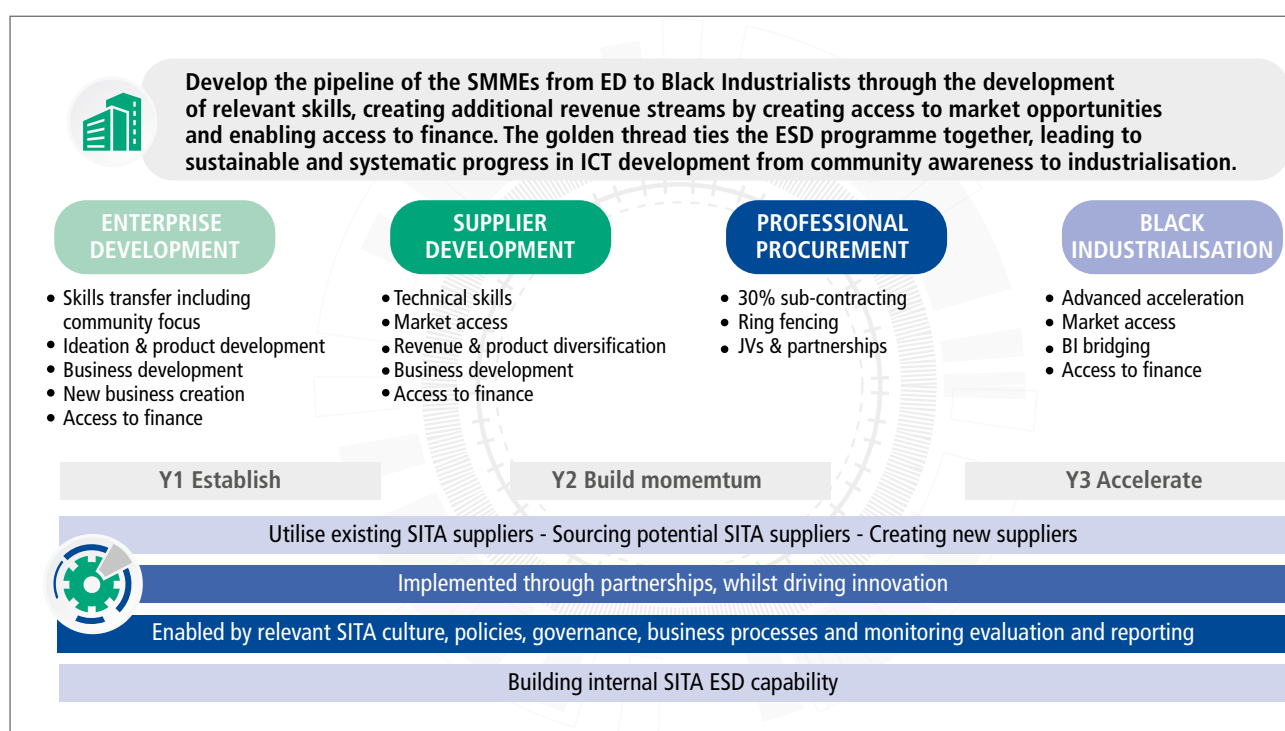 Develop the pipeline of the SMMEs from ED to Black Industrialists through the development
of relevant skills, creating additional revenue streams by creating access to market opportunities
and enabling access to finance. The golden thread ties the ESD programme together, leading to
sustainable and systematic progress in ICT development from community awareness to industrialisation.
ENTERPRISE
DEVELOPMENT
• Skills transfer including
community focus
• Ideation & product development
• Business development
• New business creation
• Access to finance
SUPPLIER
DEVELOPMENT
• Technical skills
• Market access
• Revenue & product diversification
• Business development
• Access to finance
PROFESSIONAL
PROCUREMENT
• 30% sub-contracting
• Ring fencing
• JVs & partnerships
BLACK
INDUSTRIALISATION
• Advanced acceleration
• Market access
• BI bridging
• Access to finance
Y1 Establish
Y2 Build momemtum
Y3 Accelerate
Utilise existing SITA suppliers - Sourcing potential SITA suppliers - Creating new suppliers
Implemented through partnerships, whilst driving innovation
Enabled by relevant SITA culture, policies, governance, business processes and monitoring evaluation and reporting
Building internal SITA ESD capability